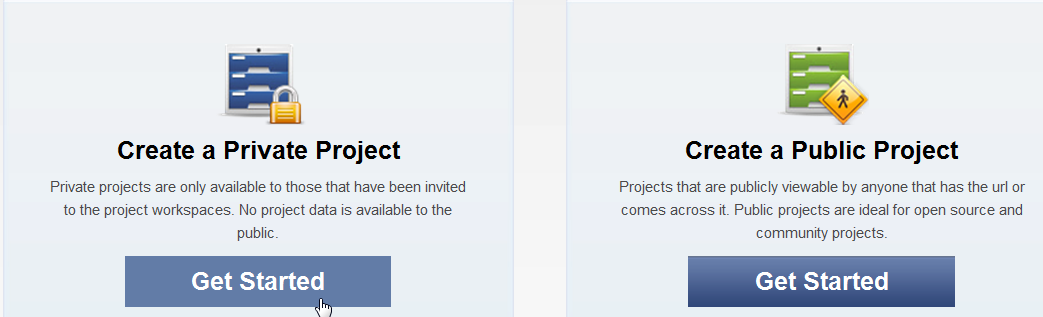 Create a Private Project
Private projects are only available to those that have been invited
to the project workspaces. No project data is available to the
public.
Get Started
Create a Public Project
Projects that are publicly viewable by anyone that has the url or
comes across it. Public projects are ideal for open source and
community projects.
Get Started